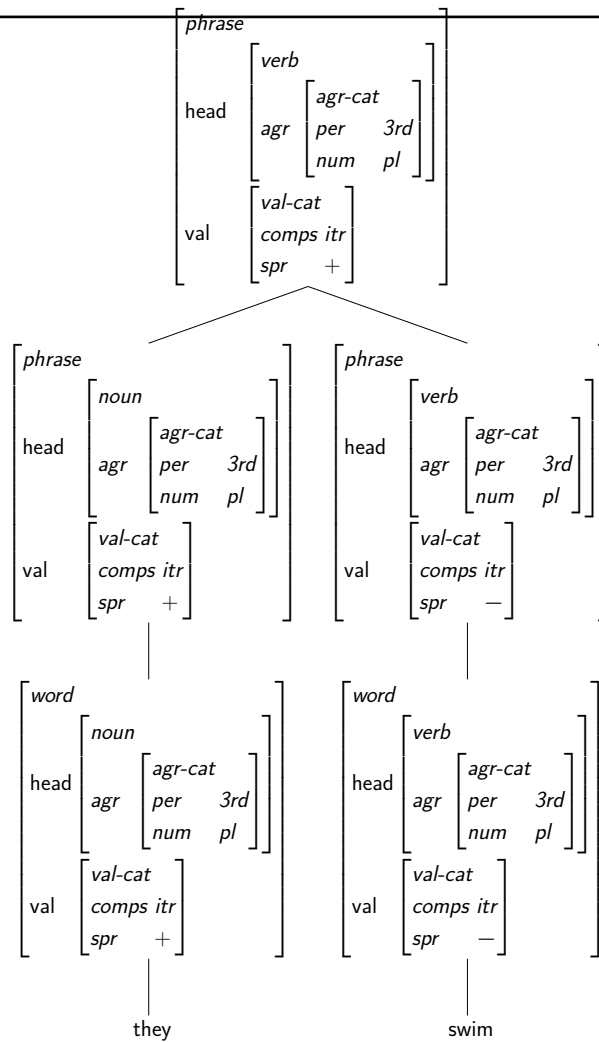 phrase
verb
agr-cat
head
agr per 3rd
num pl
val-cat
val comps itr
spr +
phrase
noun
agr-cat
head
agr per 3rd
num pl
val-cat
val comps itr
spr +
phrase
verb
agr-cat
head
agr per 3rd
num pl
val-cat
val comps itr
spr −
word
noun
agr-cat
head
agr per 3rd
num pl
val-cat
val comps itr
spr +
word
verb
agr-cat
head
agr per 3rd
num pl
val-cat
val comps itr
spr −
they
swim